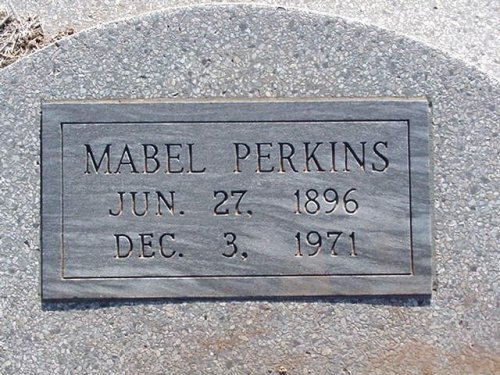 MABEL PERKINS
JUN. 27, 1896
DEC. 3, 1971